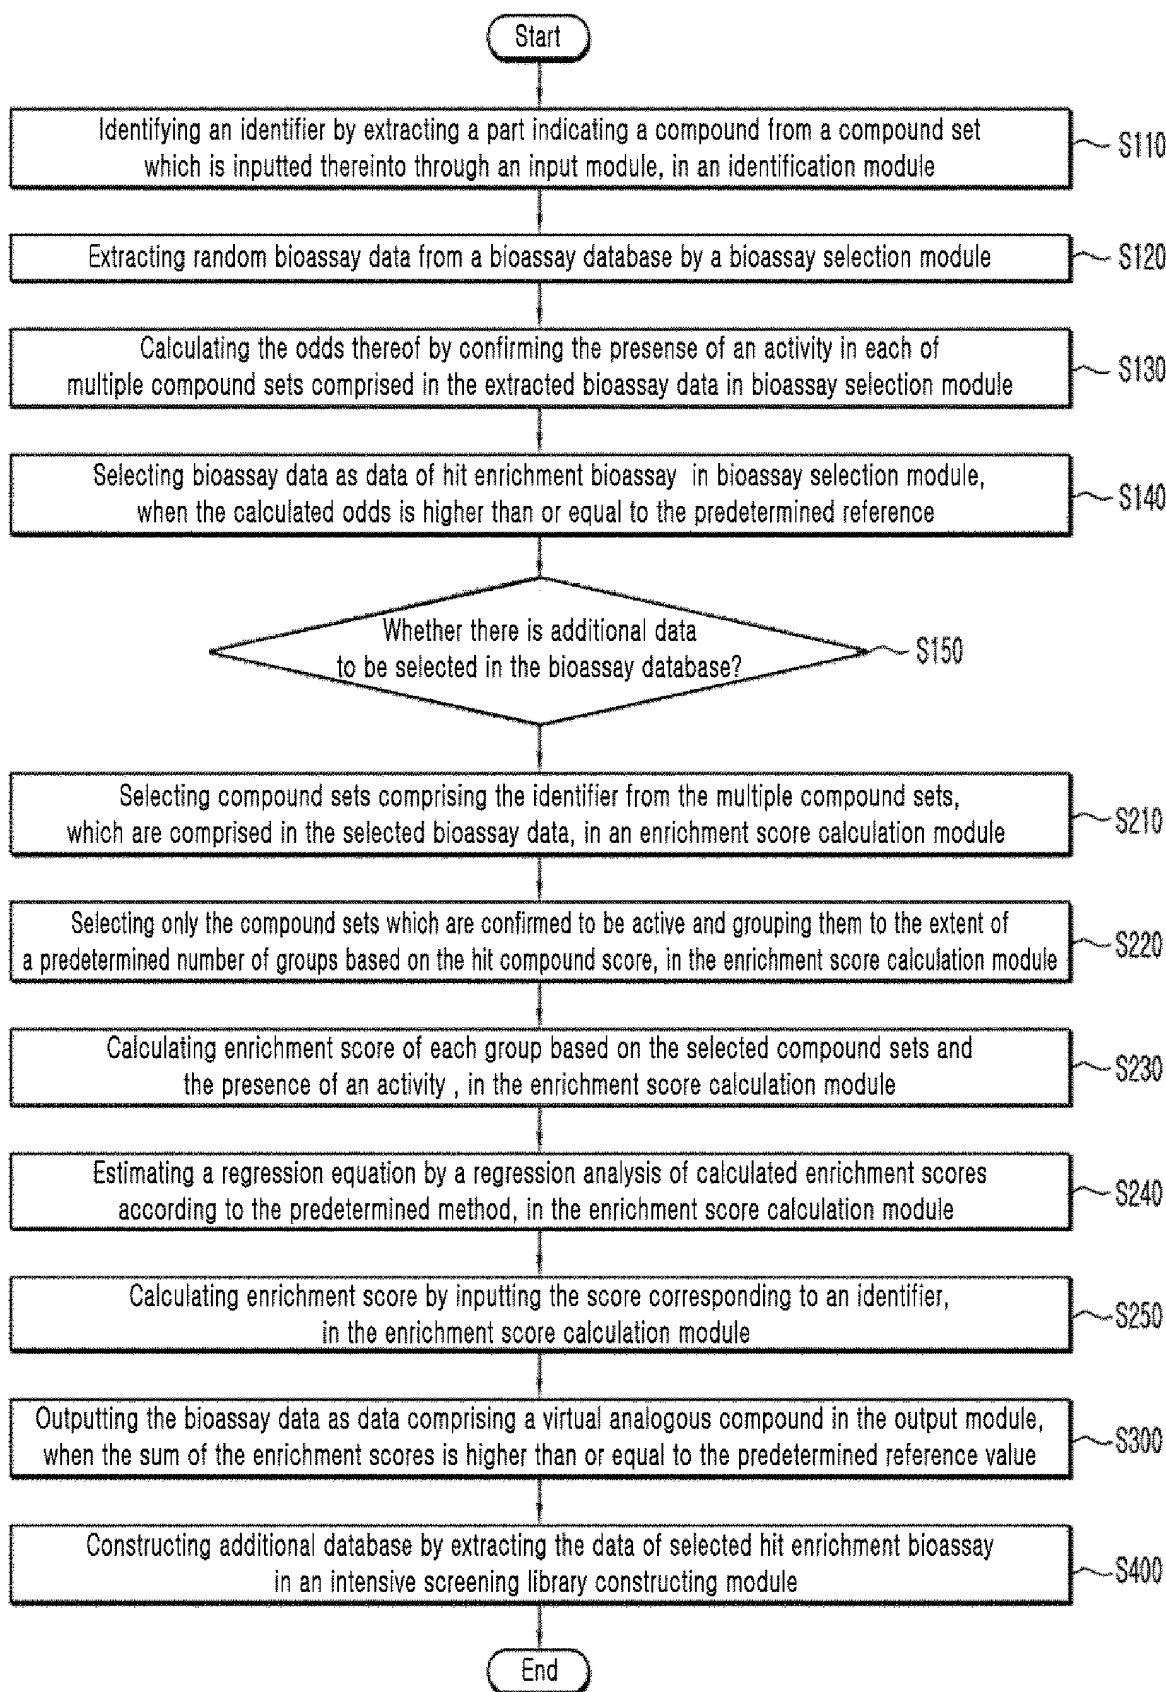 Start
Identifying an identifier by extracting a part indicating a compound from a compound set
which is inputted thereinto through an input module, in an identification module
S110
Extracting random bioassay data from a bioassay database by a bioassay selection module
S120
Calculating the odds thereof by confirming the presense of an activity in each of
multiple compound sets comprised in the extracted bioassay data in bioassay selection module
S130
Selecting bioassay data as data of hit enrichment bioassay in bioassay selection module,
when the calculated odds is higher than or equal to the predetermined reference
S140
Whether there is additional data
to be selected in the bioassay database?
S150
Selecting compound sets comprising the identifier from the multiple compound sets,
which are comprised in the selected bioassay data, in an enrichment score calculation module
S210
Selecting only the compound sets which are confirmed to be active and grouping them to the extent of
a predetermined number of groups based on the hit compound score, in the enrichment score calculation module
S220
Calculating enrichment score of each group based on the selected compound sets and
the presence of an activity , in the enrichment score calculation module
S230
Estimating a regression equation by a regression analysis of calculated enrichment scores
according to the predetermined method, in the enrichment score calculation module
S240
Calculating enrichment score by inputting the score corresponding to an identifier,
in the enrichment score calculation module
S250
Outputting the bioassay data as data comprising a virtual analogous compound in the output module,
when the sum of the enrichment scores is higher than or equal to the predetermined reference value
S300
Constructing additional database by extracting the data of selected hit enrichment bioassay
in an intensive screening library constructing module
S400
End